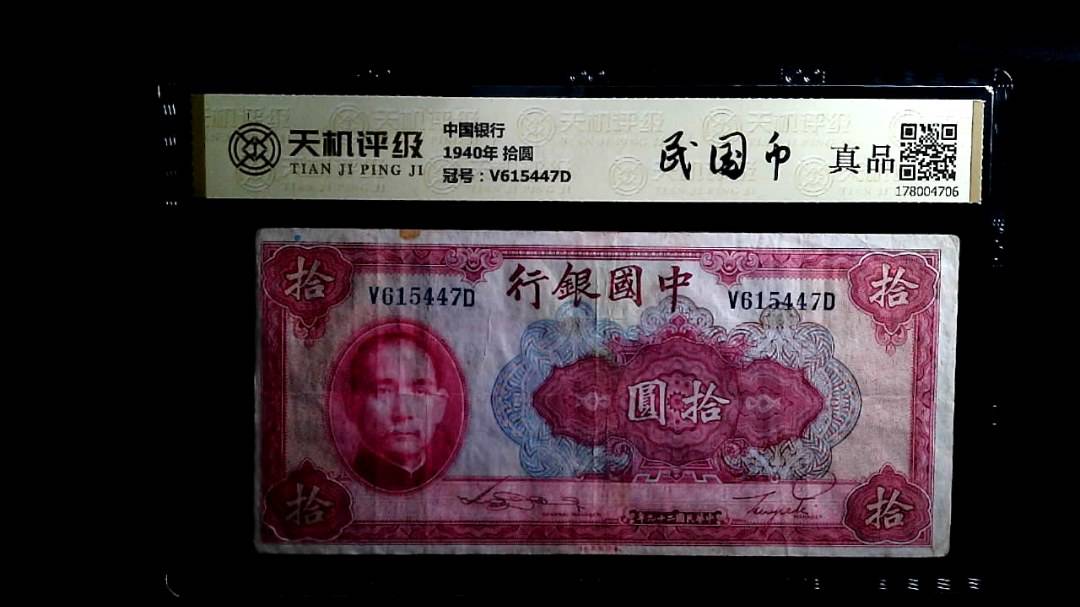 天机评级
TIAN JI PING JI
中国银行
1940年 拾圆
冠号：V615447D
民国币
真品
178004706
行銀國中
拾
拾
V615447D
V615447D
圓拾
拾
拾